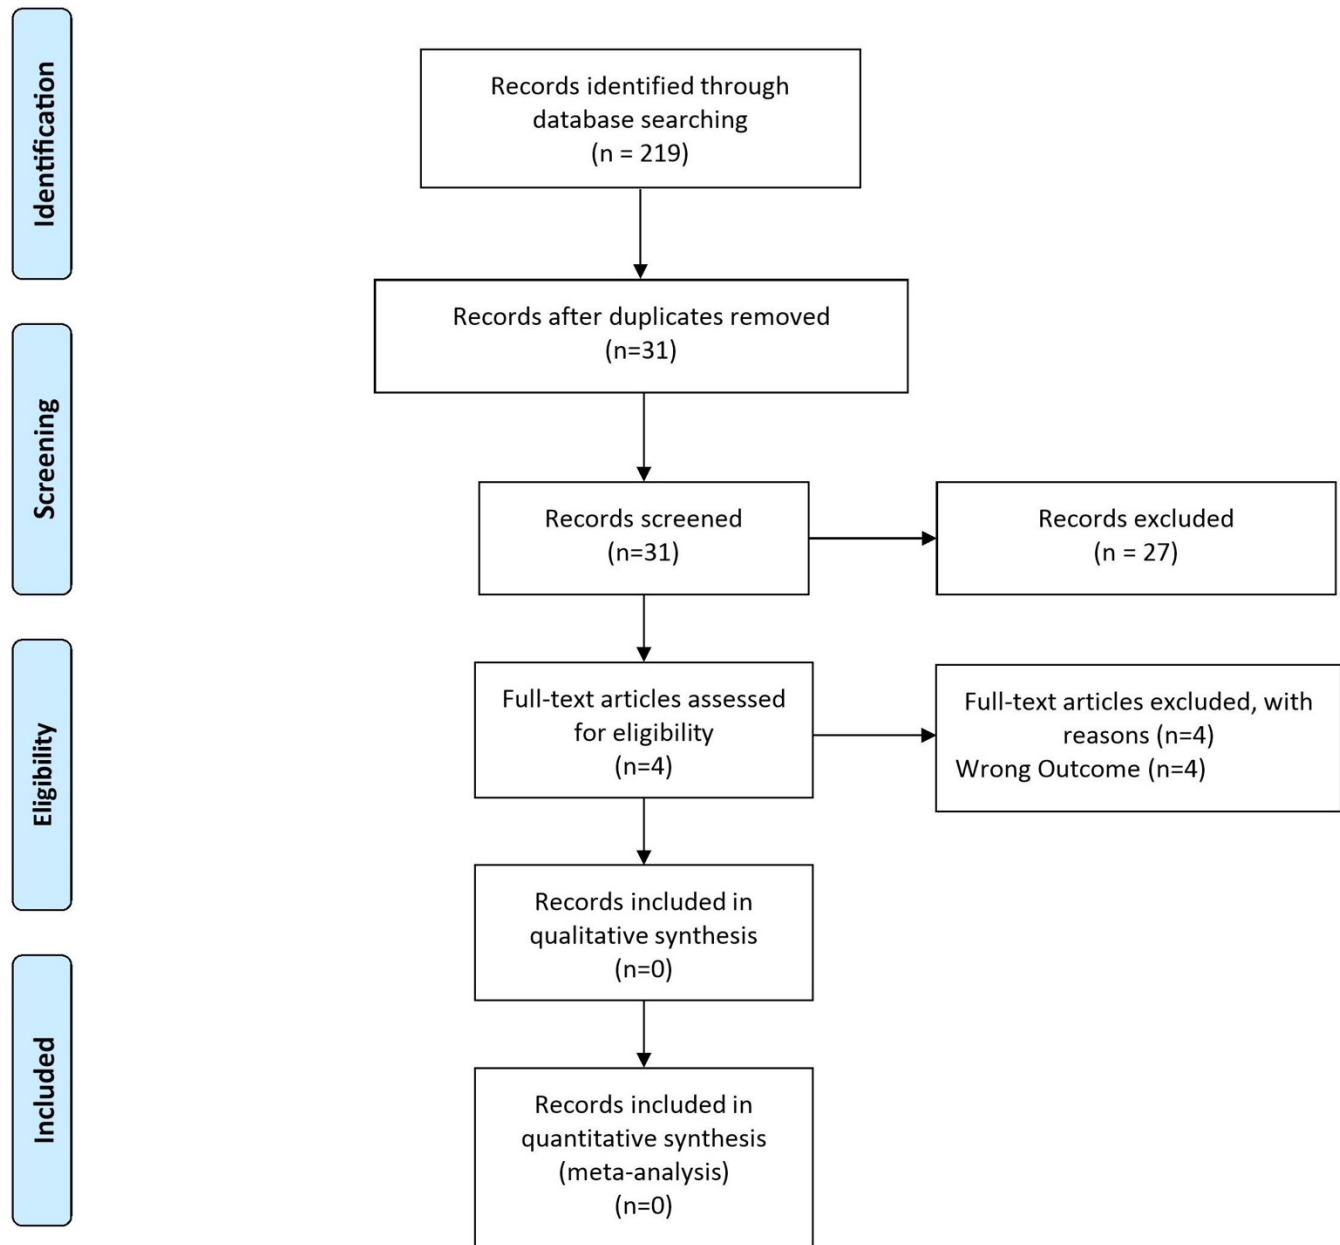 Identification
Records identified through
database searching
(n = 219)
Records after duplicates removed
(n=31)
Screening
Records screened
(n=31)
Records excluded
(n = 27)
Eligibility
Full-text articles assessed
for eligibility
(n=4)
Full-text articles excluded, with
reasons (n=4)
Wrong Outcome (n=4)
Records included in
qualitative synthesis
(n=0)
Included
Records included in
quantitative synthesis
(meta-analysis)
(n=0)